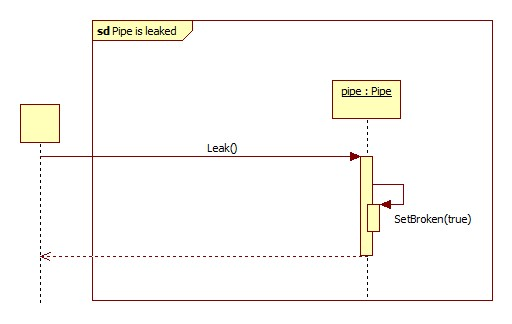 sd Pipe is leaked
pipe : Pipe
Leak()
SetBroken(true)